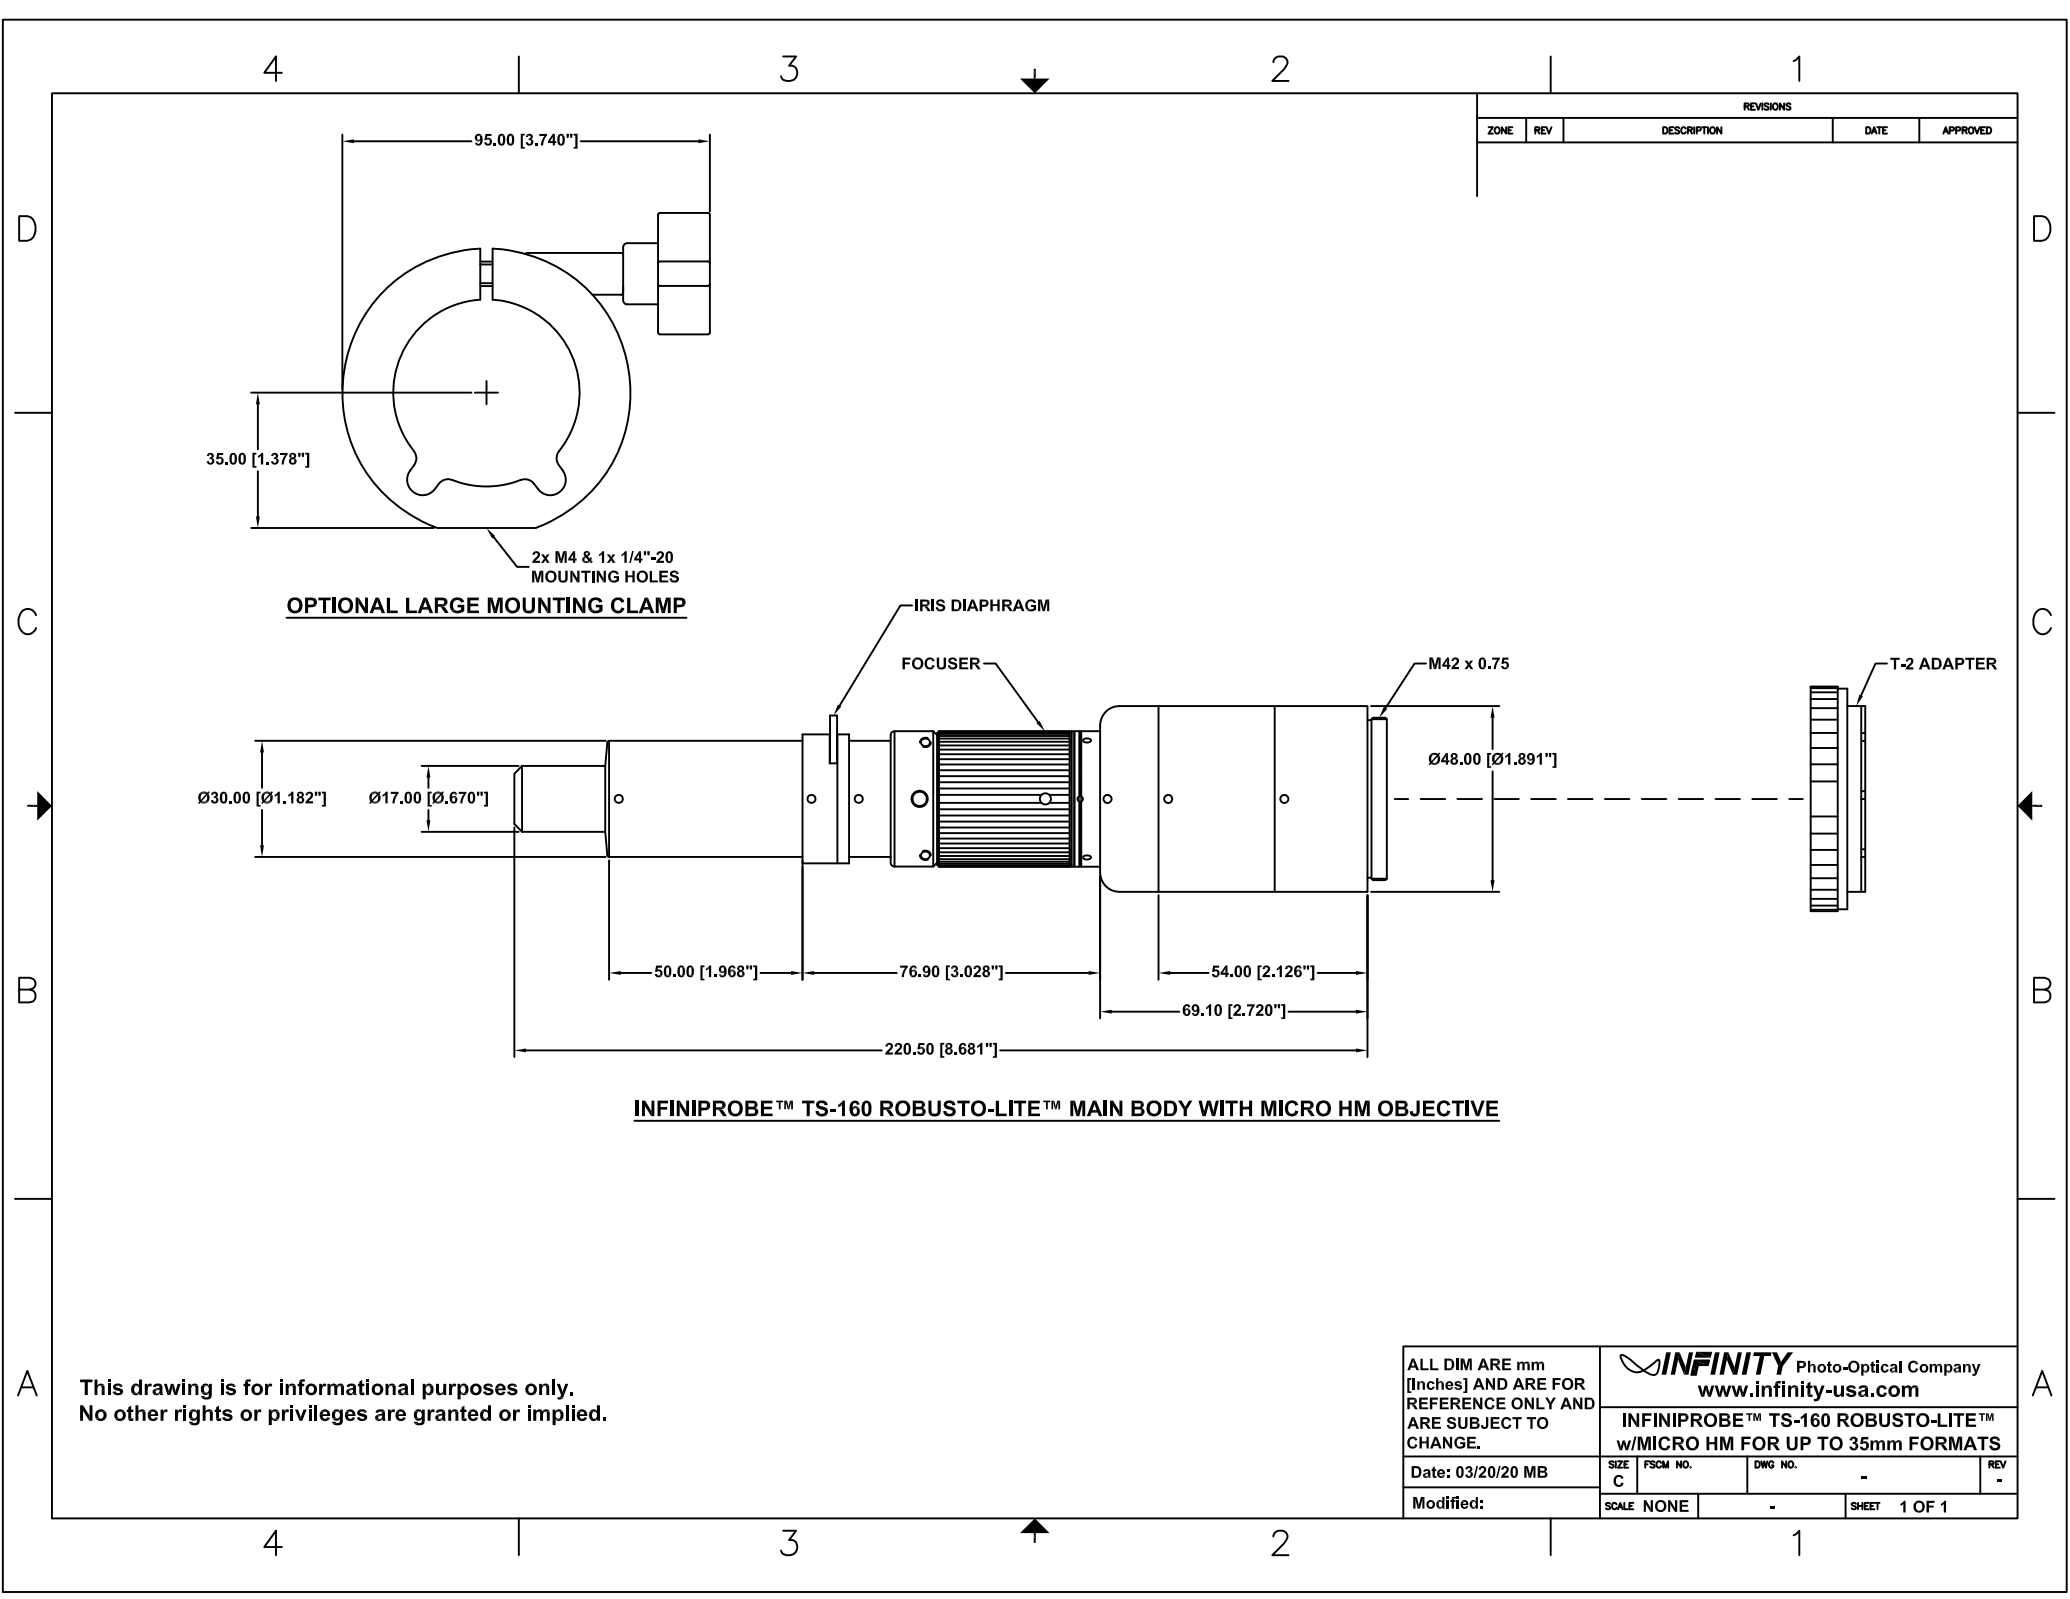 4 3 2 1
REVISIONS
ZONE REV DESCRIPTION DATE APPROVED
95.00 [3.740"]
D D
35.00 [1.378"]
2x M4 & 1x 1/4"-20
MOUNTING HOLES
OPTIONAL LARGE MOUNTING CLAMP
C C
IRIS DIAPHRAGM
FOCUSER
M42 x 0.75
T-2 ADAPTER
Ø48.00 [Ø1.891"]
Ø30.00 [Ø1.182"]
Ø17.00 [Ø.670"]
50.00 [1.968"]
76.90 [3.028"]
54.00 [2.126"]
B B
69.10 [2.720"]
220.50 [8.681"]
INFINIPROBE™ TS-160 ROBUSTO-LITE™ MAIN BODY WITH MICRO HM OBJECTIVE
A A
This drawing is for informational purposes only.
No other rights or privileges are granted or implied.
ALL DIM ARE mm
[Inches] AND ARE FOR
REFERENCE ONLY AND
ARE SUBJECT TO
CHANGE.
Date: 03/20/20 MB
Modified:
INFINITY Photo-Optical Company
www.infinity-usa.com
INFINIPROBE™ TS-160 ROBUSTO-LITE™
w/MICRO HM FOR UP TO 35mm FORMATS
SIZE FSCM NO. DWG NO. REV
C - -
SCALE NONE - SHEET 1 OF 1
4 3 2 1